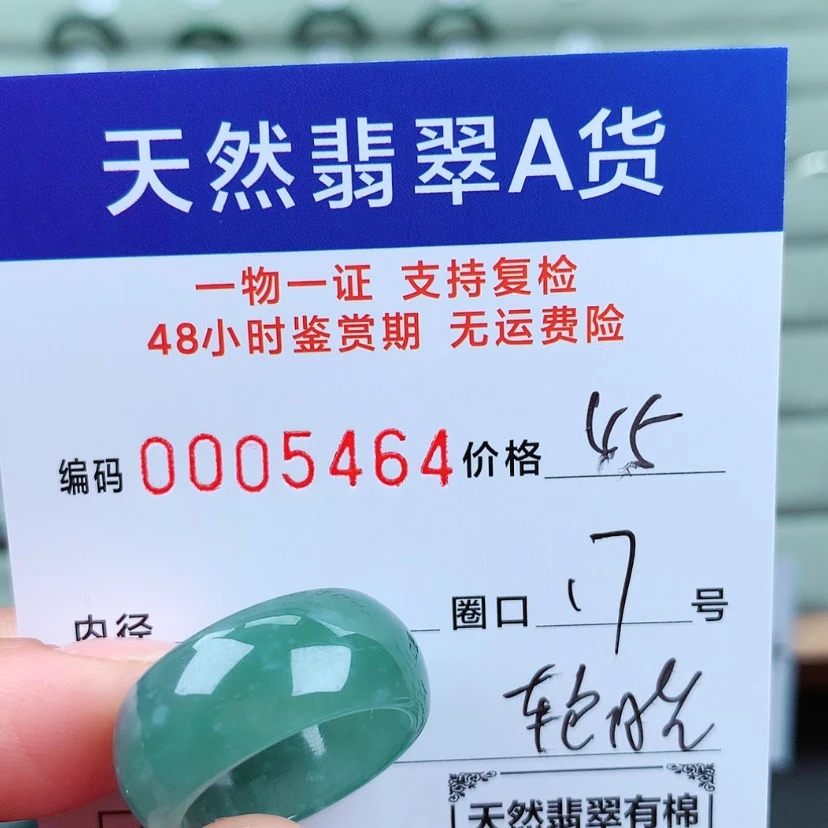 天然翡翠A货
一物一证 支持复检
48小时鉴赏期 无运费险
编码 0005464 价格 45
内径 圈口 17 号
天然翡翠有棉